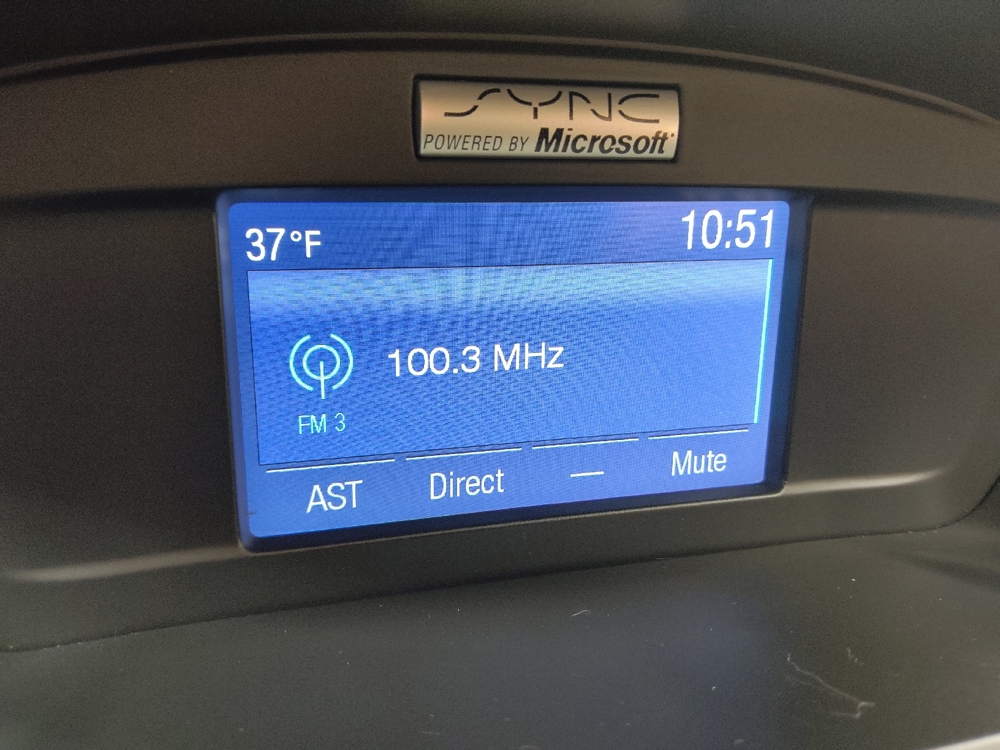 SYNC
POWERED BY Microsoft
37°F 10:51
100.3 MHz
FM 3
AST Direct — Mute